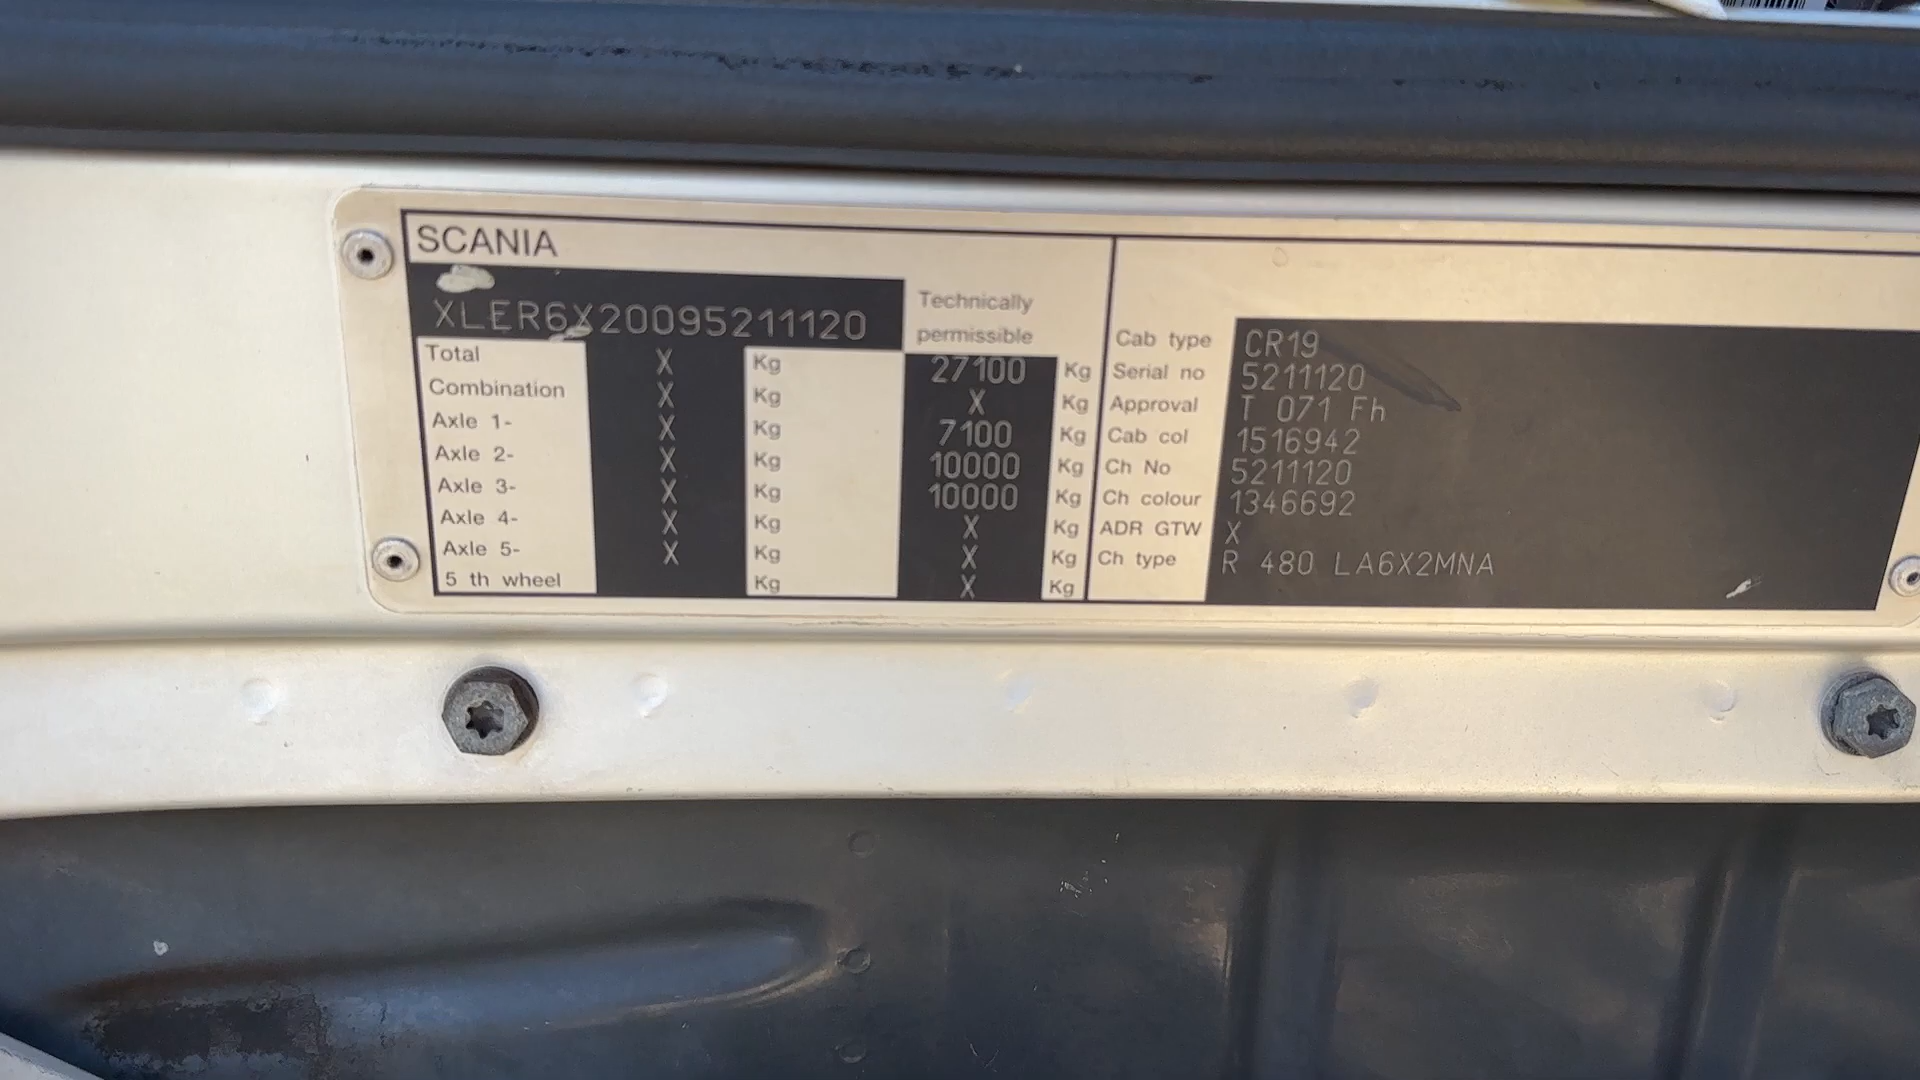 SCANIA
XLER6X20095211120
Technically
permissible
Total X Kg 27100 Kg
Combination X Kg X Kg
Axle 1- X Kg 7100 Kg
Axle 2- X Kg 10000 Kg
Axle 3- X Kg 10000 Kg
Axle 4- X Kg X Kg
Axle 5- X Kg X Kg
5 th wheel Kg X Kg
Cab type CR19
Serial no 5211120
Approval T 071 Fh
Cab col 1516942
Ch No 5211120
Ch colour 1346692
ADR GTW X
Ch type R 480 LA6X2MNA